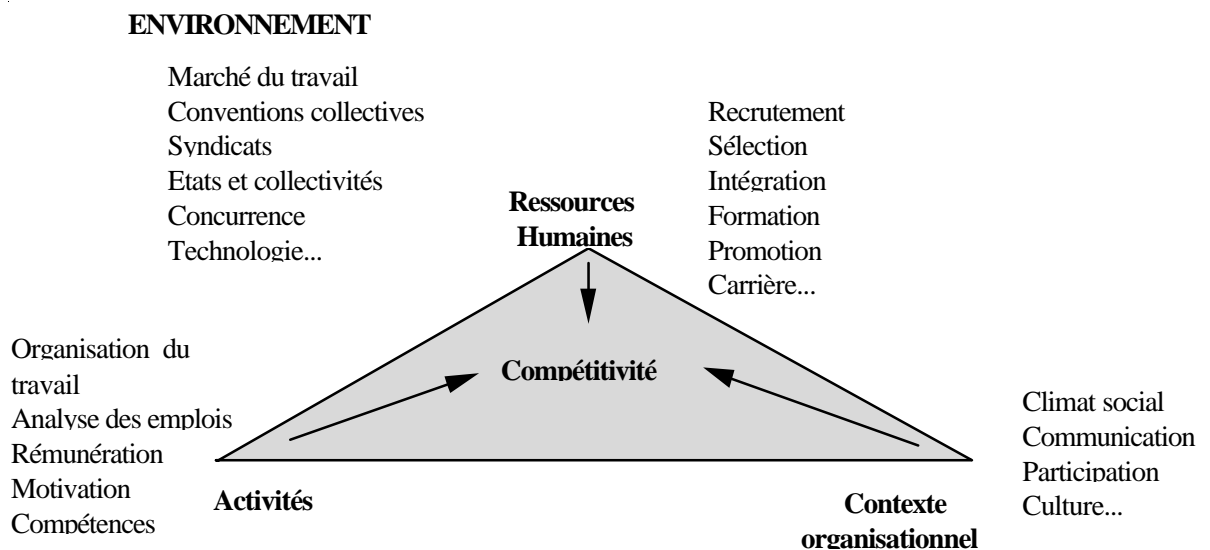 ENVIRONNEMENT
Marché du travail
Conventions collectives
Syndicats
Etats et collectivités
Concurrence
Technologie...
Recrutement
Sélection
Intégration
Formation
Promotion
Carrière...
Ressources
Humaines
Compétitivité
Organisation du
travail
Analyse des emplois
Rémunération
Motivation
Compétences
Activités
Contexte
organisationnel
Climat social
Communication
Participation
Culture...